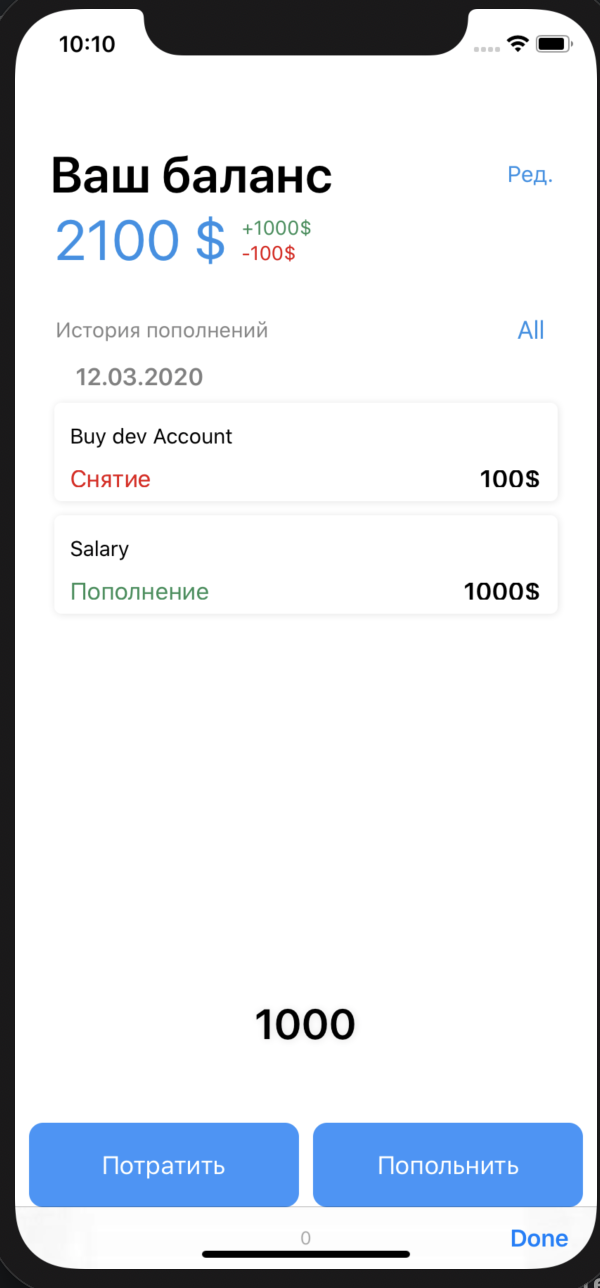 10:10
Ваш баланс
Ред.
2100 $
+1000$
-100$
История пополнений
All
12.03.2020
Buy dev Account
Снятие
100$
Salary
Пополнение
1000$
1000
Потратить
Попольнить
0
Done